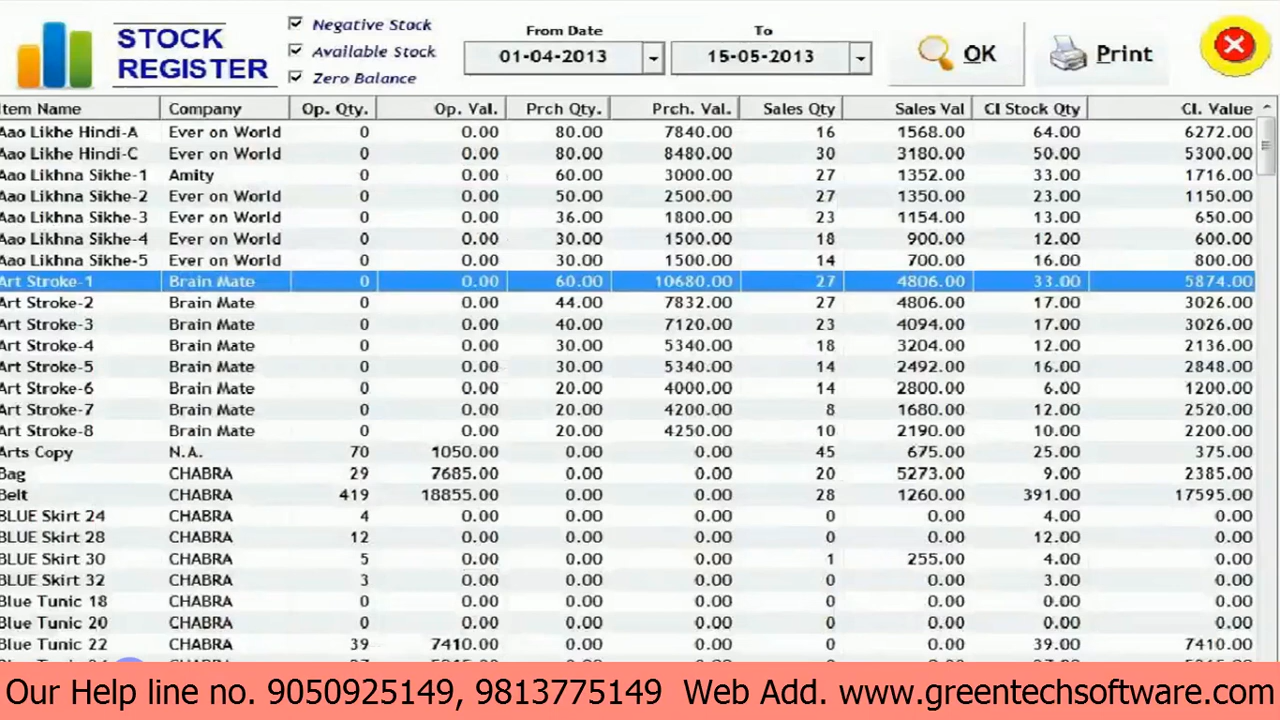 STOCK REGISTER
Negative Stock
Available Stock
Zero Balance
From Date
To
01-04-2013
15-05-2013
OK
Print
Item Name Company Op. Qty. Op. Val. Prch Qty. Prch. Val. Sales Qty Sales Val Cl Stock Qty Cl. Value
Aao Likhe Hindi-A Ever on World 0 0.00 80.00 7840.00 16 1568.00 64.00 6272.00
Aao Likhe Hindi-C Ever on World 0 0.00 80.00 8480.00 30 3180.00 50.00 5300.00
Aao Likhna Sikhe-1 Amity 0 0.00 60.00 3000.00 27 1352.00 33.00 1716.00
Aao Likhna Sikhe-2 Ever on World 0 0.00 50.00 2500.00 27 1350.00 23.00 1150.00
Aao Likhna Sikhe-3 Ever on World 0 0.00 36.00 1800.00 23 1154.00 13.00 650.00
Aao Likhna Sikhe-4 Ever on World 0 0.00 30.00 1500.00 18 900.00 12.00 600.00
Aao Likhna Sikhe-5 Ever on World 0 0.00 30.00 1500.00 14 700.00 16.00 800.00
Art Stroke-1 Brain Mate 0 0.00 60.00 10680.00 27 4806.00 33.00 5874.00
Art Stroke-2 Brain Mate 0 0.00 44.00 7832.00 27 4806.00 17.00 3026.00
Art Stroke-3 Brain Mate 0 0.00 40.00 7120.00 23 4094.00 17.00 3026.00
Art Stroke-4 Brain Mate 0 0.00 30.00 5340.00 18 3204.00 12.00 2136.00
Art Stroke-5 Brain Mate 0 0.00 30.00 5340.00 14 2492.00 16.00 2848.00
Art Stroke-6 Brain Mate 0 0.00 20.00 4000.00 14 2800.00 6.00 1200.00
Art Stroke-7 Brain Mate 0 0.00 20.00 4200.00 8 1680.00 12.00 2520.00
Art Stroke-8 Brain Mate 0 0.00 20.00 4250.00 10 2190.00 10.00 2200.00
Arts Copy N.A. 70 1050.00 0.00 0.00 45 675.00 25.00 375.00
Bag CHABRA 29 7685.00 0.00 0.00 20 5273.00 9.00 2385.00
Belt CHABRA 419 18855.00 0.00 0.00 28 1260.00 391.00 17595.00
BLUE Skirt 24 CHABRA 4 0.00 0.00 0.00 0 0.00 4.00 0.00
BLUE Skirt 28 CHABRA 12 0.00 0.00 0.00 0 0.00 12.00 0.00
BLUE Skirt 30 CHABRA 5 0.00 0.00 0.00 1 255.00 4.00 0.00
BLUE Skirt 32 CHABRA 3 0.00 0.00 0.00 0 0.00 3.00 0.00
Blue Tunic 18 CHABRA 0 0.00 0.00 0.00 0 0.00 0.00 0.00
Blue Tunic 20 CHABRA 0 0.00 0.00 0.00 0 0.00 0.00 0.00
Blue Tunic 22 CHABRA 39 7410.00 0.00 0.00 0 0.00 39.00 7410.00
Our Help line no. 9050925149, 9813775149 Web Add. www.greentechsoftware.com